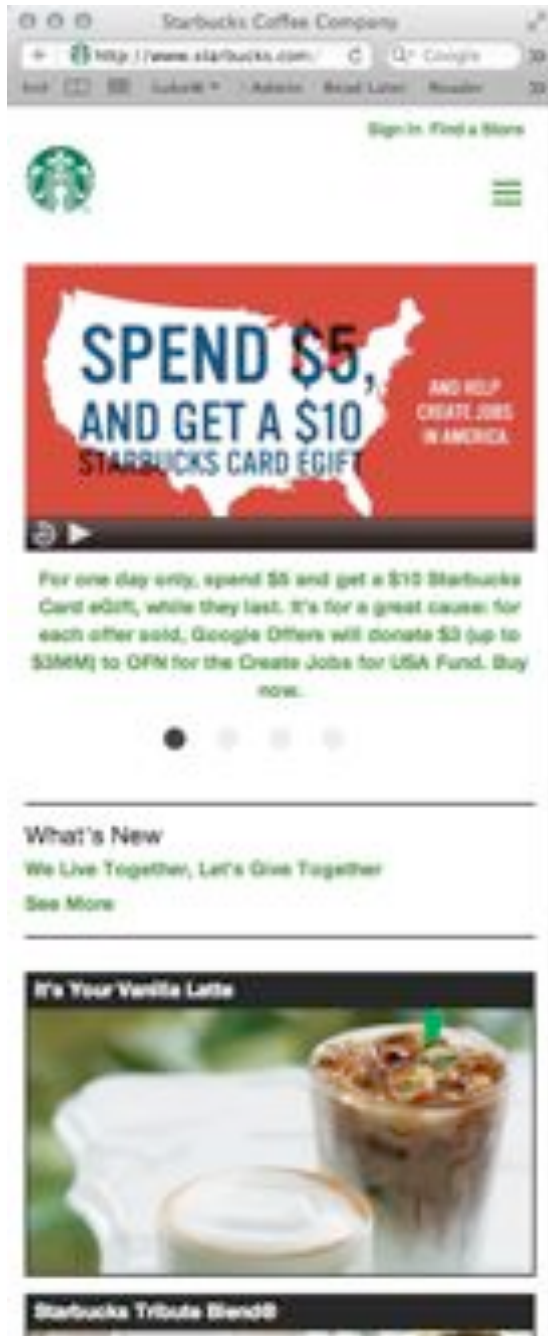 Starbucks Coffee Company
http://www.starbucks.com/ Google
Admin Read Later Reader
Sign In Find a Store
SPEND $5,
AND GET A $10
STARBUCKS CARD EGIFT
AND HELP
CREATE JOBS
IN AMERICA
For one day only, spend $5 and get a $10 Starbucks
Card eGift, while they last. It's for a great cause: for
each offer sold, Google Offers will donate $3 (up to
$3MM) to OFN for the Create Jobs for USA Fund. Buy
now.
What's New
We Live Together, Let's Give Together
See More
It's Your Vanilla Latte
Starbucks Tribute Blend®